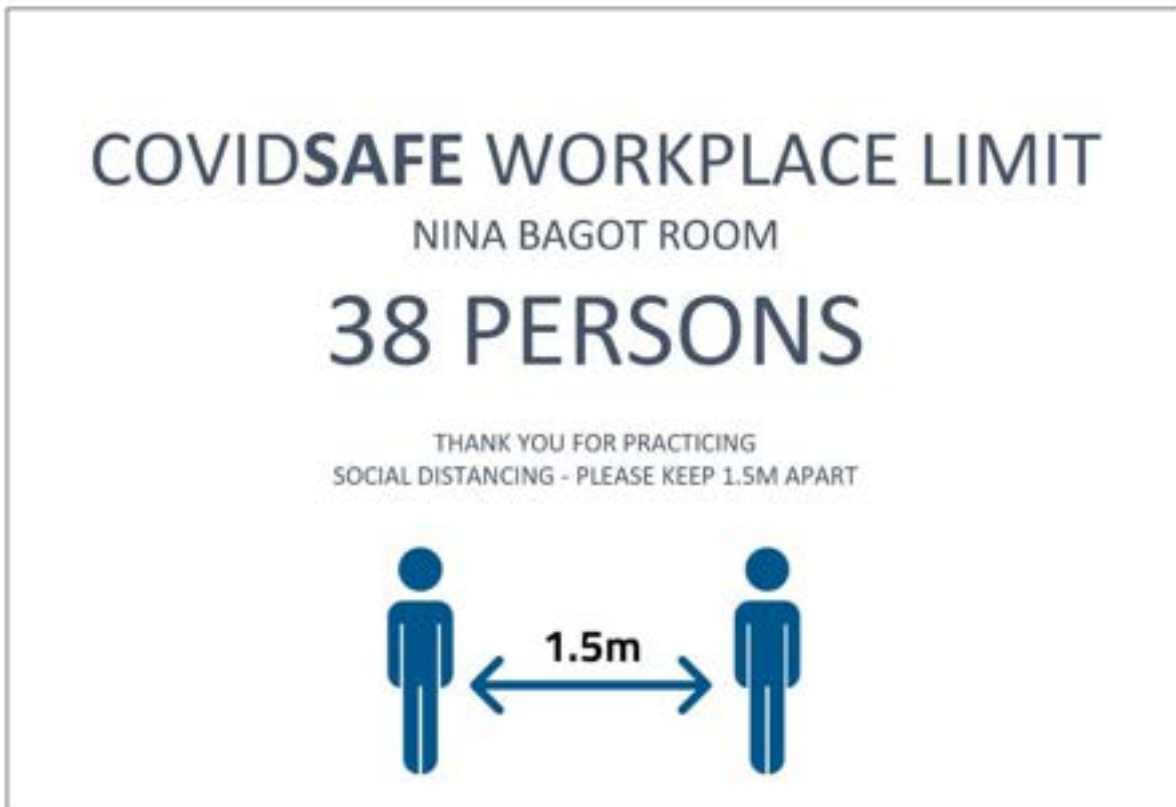 COVIDSAFE WORKPLACE LIMIT
NINA BAGOT ROOM
38 PERSONS
THANK YOU FOR PRACTICING
SOCIAL DISTANCING - PLEASE KEEP 1.5M APART
1.5m